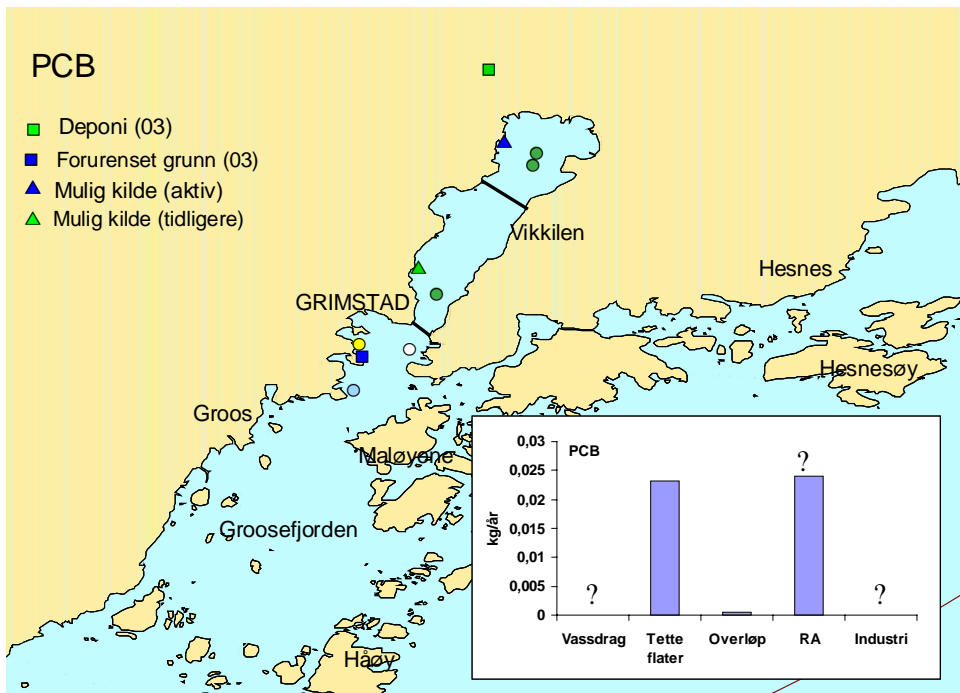 PCB
Deponi (03)
Forurenset grunn (03)
Mulig kilde (aktiv)
Mulig kilde (tidligere)
Vikkilen
Hesnes
GRIMSTAD
Hesnesøy
Groos
Maløyene
Groosefjorden
Håøy
PCB
kg/år
0,03
0,025
0,02
0,015
0,01
0,005
0
?
?
?
Vassdrag
Tette
flater
Overløp
RA
Industri